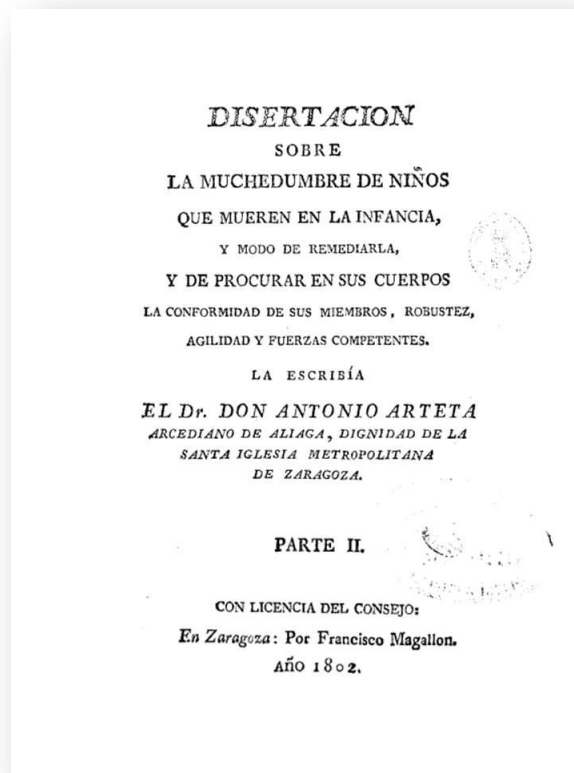 DISERTACION
SOBRE
LA MUCHEDUMBRE DE NIÑOS
QUE MUEREN EN LA INFANCIA,
Y MODO DE REMEDIARLA,
Y DE PROCURAR EN SUS CUERPOS
LA CONFORMIDAD DE SUS MIEMBROS, ROBUSTEZ,
AGILIDAD Y FUERZAS COMPETENTES.
LA ESCRIBÍA
EL Dr. DON ANTONIO ARTETA
ARCEDIANO DE ALIAGA, DIGNIDAD DE LA
SANTA IGLESIA METROPOLITANA
DE ZARAGOZA.
PARTE II.
CON LICENCIA DEL CONSEJO:
En Zaragoza: Por Francisco Magallon.
Año 1802.